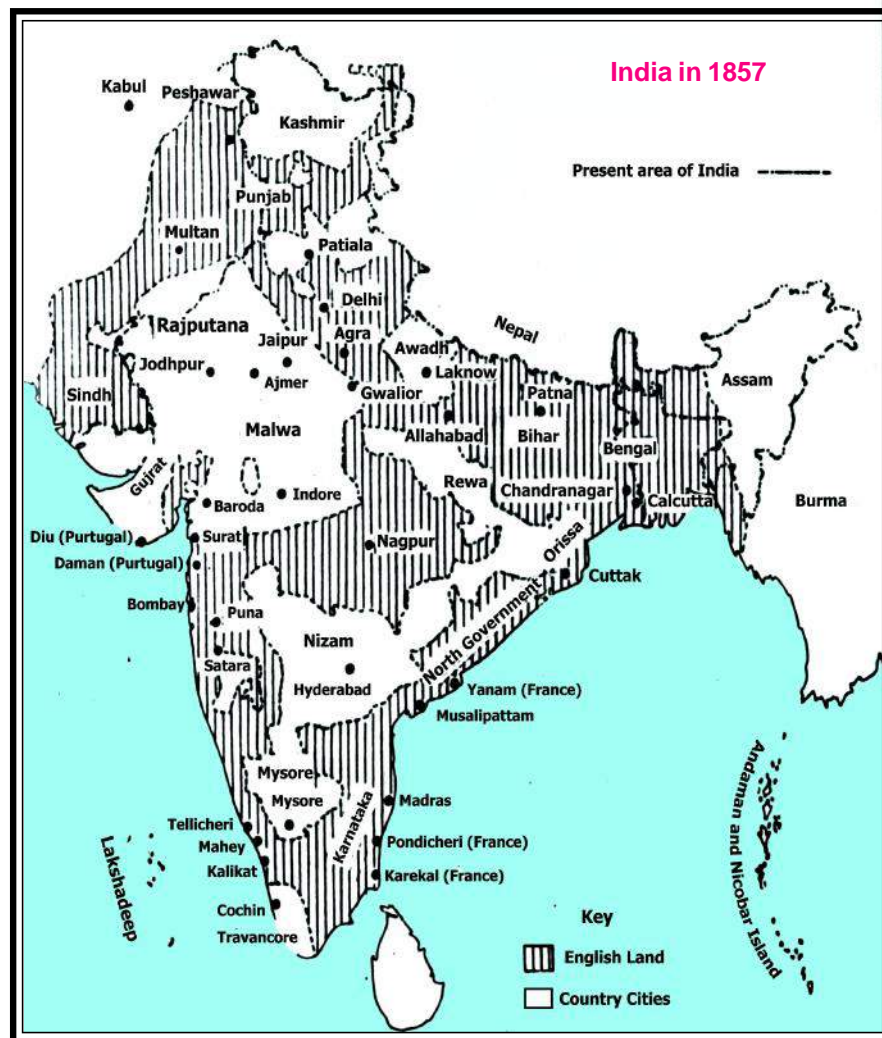 India in 1857
Kabul
Peshawar
Kashmir
Present area of India
Punjab
Multan
Patiala
Delhi
Nepal
Rajputana
Jaipur
Agra
Awadh
Jodhpur
Ajmer
Laknow
Assam
Gwalior
Patna
Sindh
Malwa
Allahabad
Bihar
Bengal
Gujrat
Rewa
Baroda
Indore
Chandranagar
Calcutta
Burma
Diu (Purtugal)
Surat
Nagpur
Orissa
Daman (Purtugal)
Cuttak
Bombay
Puna
Nizam
North Government
Satara
Hyderabad
Yanam (France)
Musalipattam
Mysore
Mysore
Madras
Andaman and Nicobar Island
Tellicheri
Karnataka
Mahey
Pondicheri (France)
Lakshadeep
Kalikat
Karekal (France)
Cochin
Travancore
Key
English Land
Country Cities